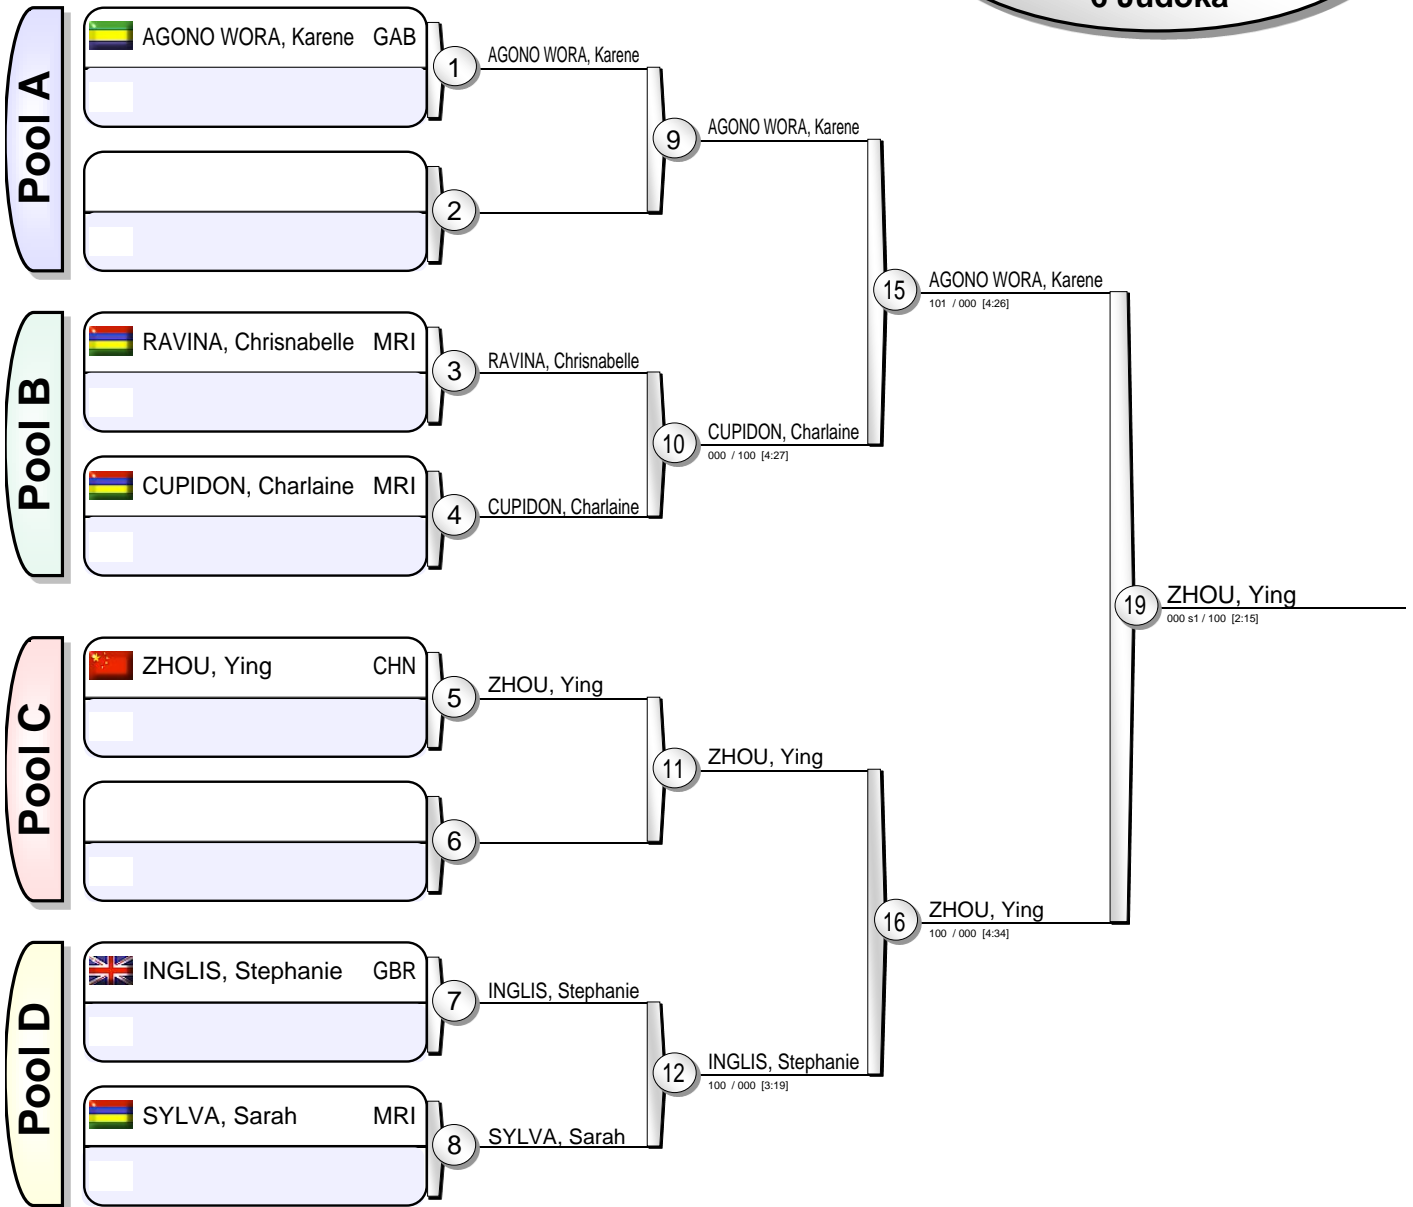 6 Judoka
Pool A
AGONO WORA, Karene GAB
1
AGONO WORA, Karene
2
9
AGONO WORA, Karene
Pool B
RAVINA, Chrisnabelle MRI
3
RAVINA, Chrisnabelle
CUPIDON, Charlaine MRI
4
CUPIDON, Charlaine
10
CUPIDON, Charlaine
000 / 100 [4:27]
15
AGONO WORA, Karene
101 / 000 [4:26]
Pool C
ZHOU, Ying CHN
5
ZHOU, Ying
6
11
ZHOU, Ying
Pool D
INGLIS, Stephanie GBR
7
INGLIS, Stephanie
SYLVA, Sarah MRI
8
SYLVA, Sarah
12
INGLIS, Stephanie
100 / 000 [3:19]
16
ZHOU, Ying
100 / 000 [4:34]
19
ZHOU, Ying
000 s1 / 100 [2:15]